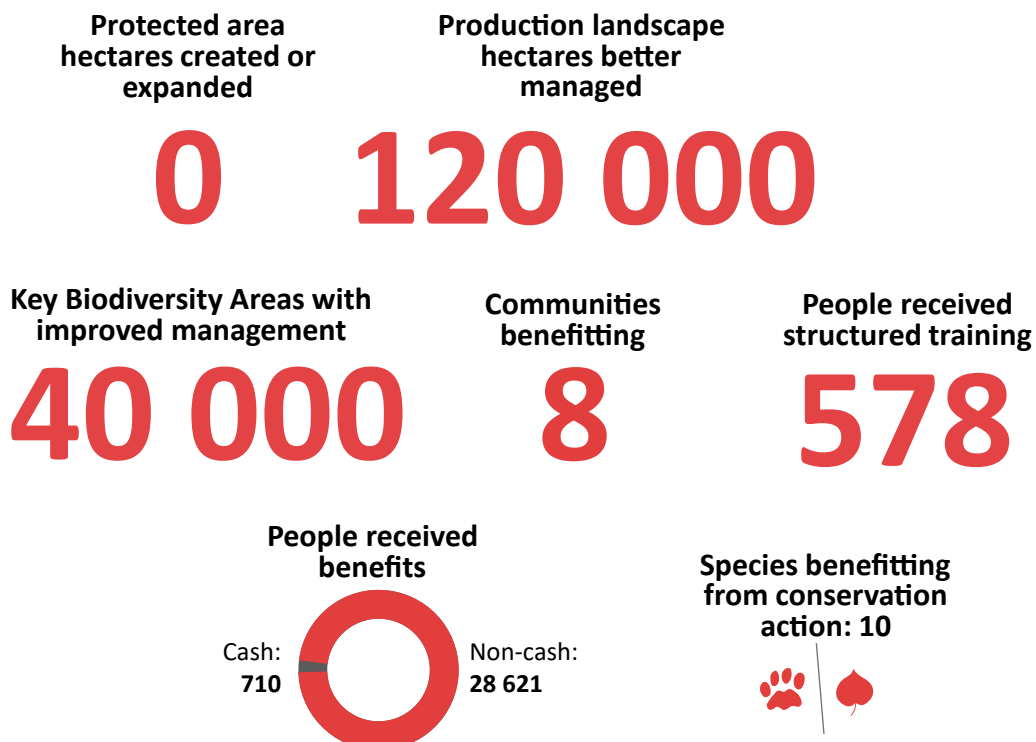 Protected area
hectares created or
expanded
0
Production landscape
hectares better
managed
120 000
Key Biodiversity Areas with
improved management
40 000
Communities
benefitting
8
People received
structured training
578
People received
benefits
Cash:
710
Non-cash:
28 621
Species benefitting
from conservation
action: 10